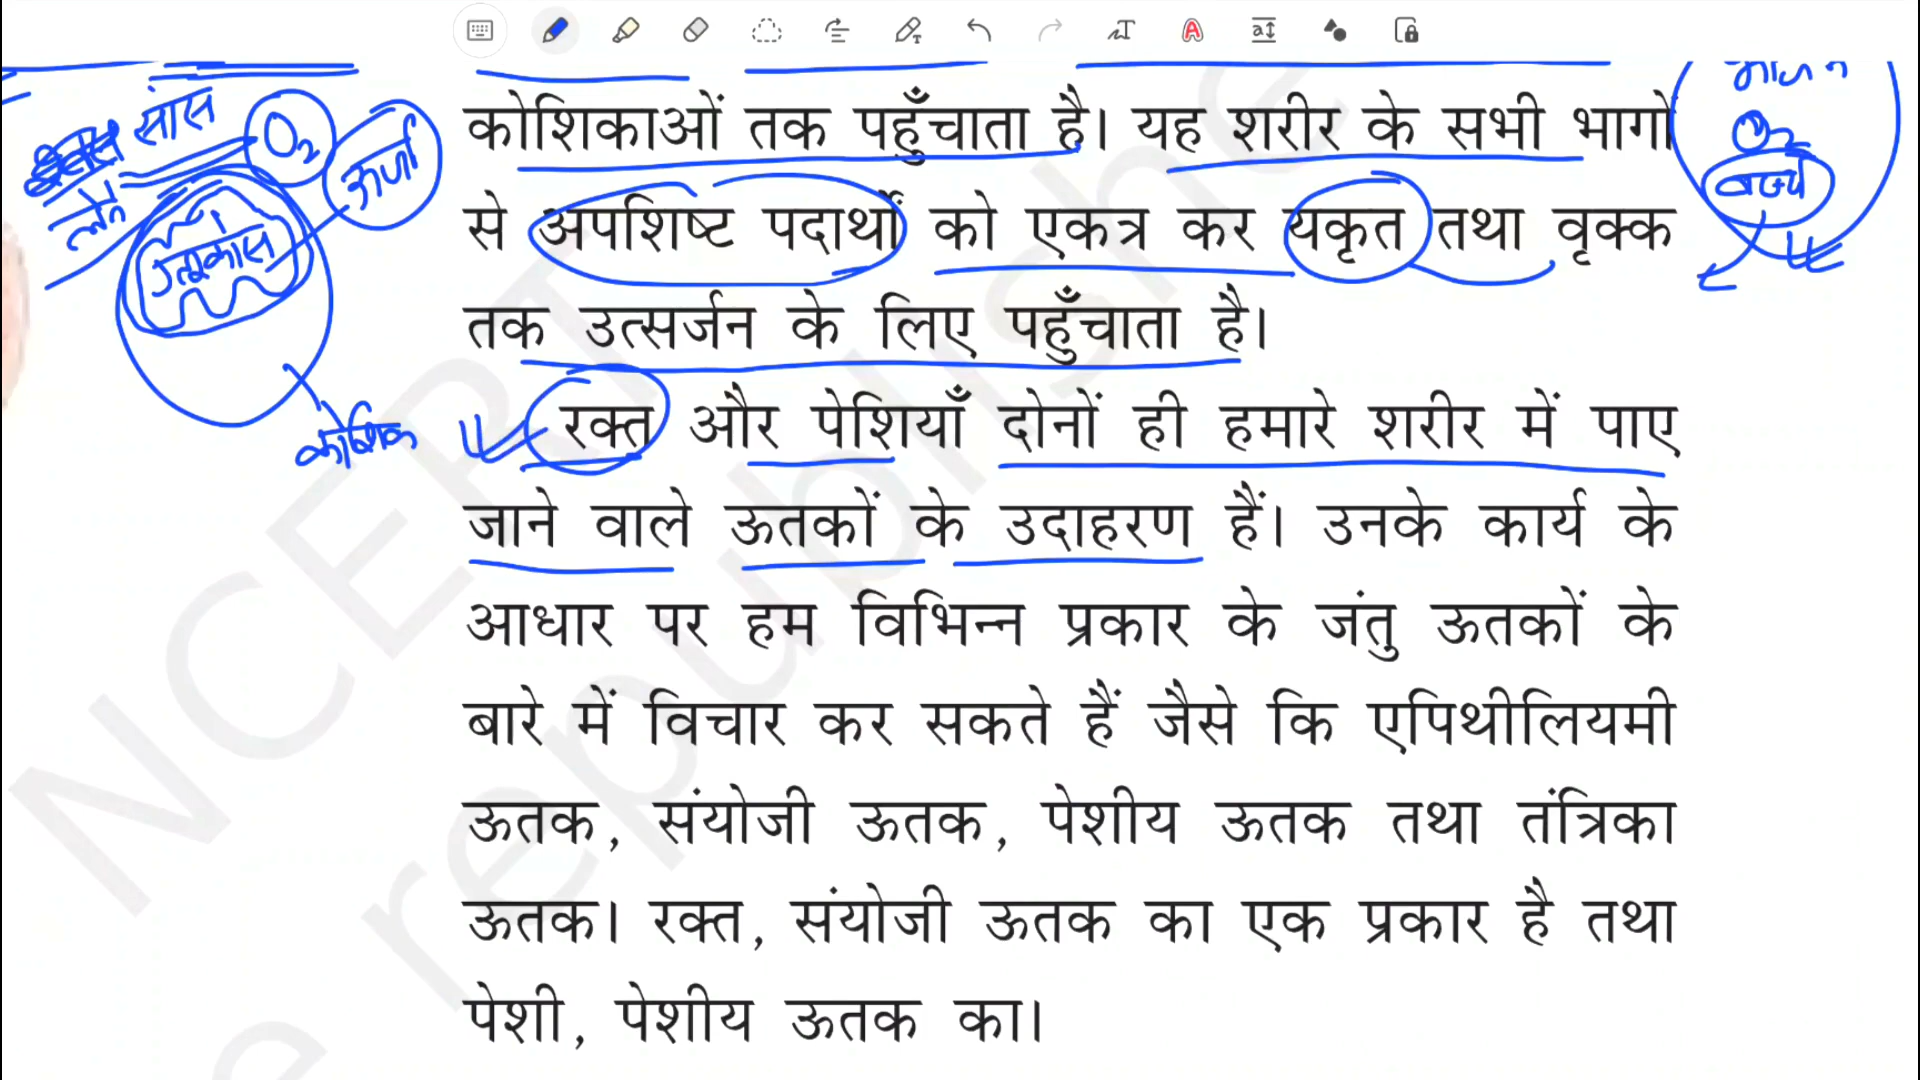 कोशिकाओं तक पहुँचाता है। यह शरीर के सभी भागों
से अपशिष्ट पदार्थों को एकत्र कर यकृत तथा वृक्क
तक उत्सर्जन के लिए पहुँचाता है।
रक्त और पेशियाँ दोनों ही हमारे शरीर में पाए
जाने वाले ऊतकों के उदाहरण हैं। उनके कार्य के
आधार पर हम विभिन्न प्रकार के जंतु ऊतकों के
बारे में विचार कर सकते हैं जैसे कि एपिथीलियमी
ऊतक, संयोजी ऊतक, पेशीय ऊतक तथा तंत्रिका
ऊतक। रक्त, संयोजी ऊतक का एक प्रकार है तथा
पेशी, पेशीय ऊतक का।
सांस
O₂
ऊर्जा
O₂
NCERT
republishe